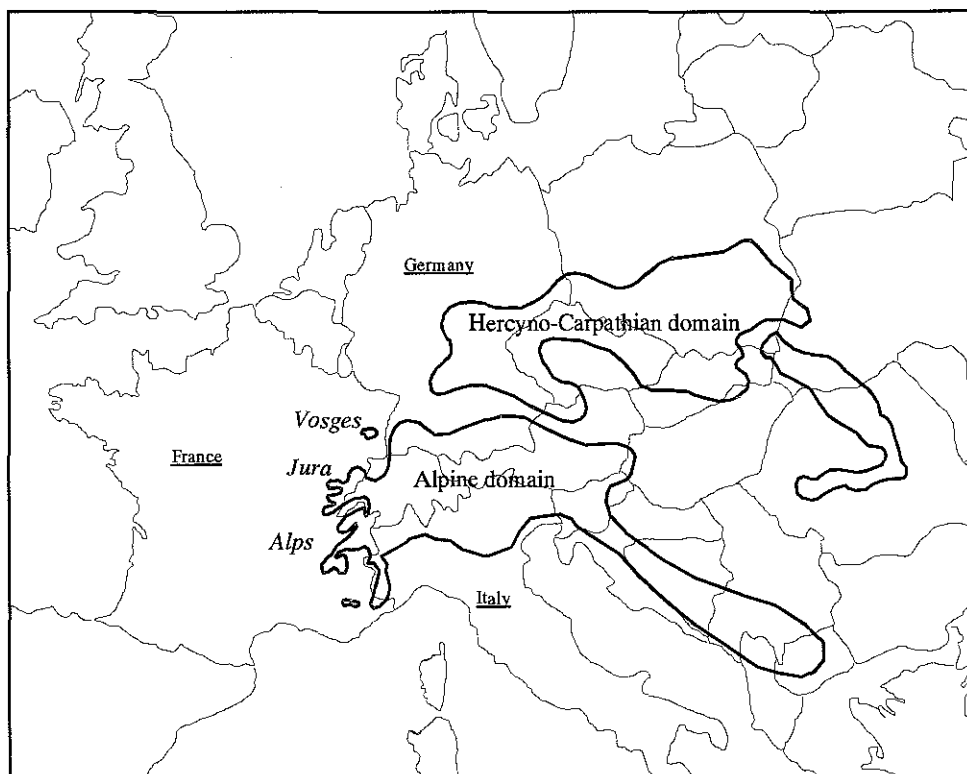 Germany
Hercyno-Carpathian domain
Vosges
France
Jura
Alpine domain
Alps
Italy